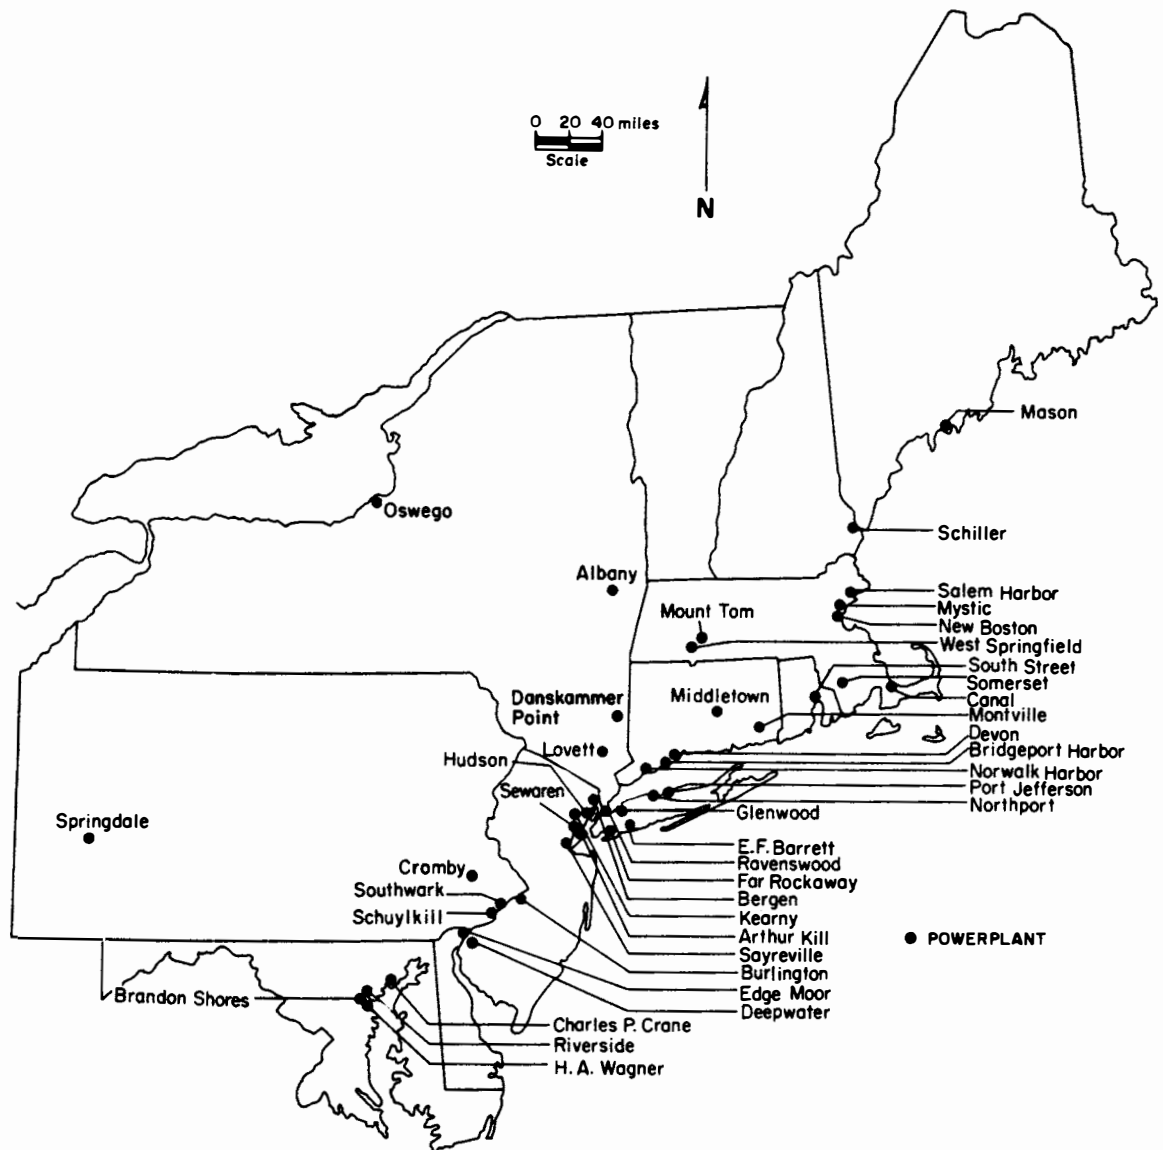 0 20 40 miles
Scale
N
Mason
Oswego
Schiller
Albany
Salem Harbor
Mystic
Mount Tom
New Boston
West Springfield
South Street
Somerset
Canal
Danskammer
Point
Middletown
Montville
Devon
Bridgeport Harbor
Lovett
Hudson
Norwalk Harbor
Port Jefferson
Northport
Sewaren
Glenwood
Springdale
E.F. Barrett
Ravenswood
Cromby
Far Rockaway
Southwark
Bergen
Schuylkill
Kearny
Arthur Kill
POWERPLANT
Sayreville
Burlington
Edge Moor
Brandon Shores
Deepwater
Charles P. Crane
Riverside
H.A. Wagner